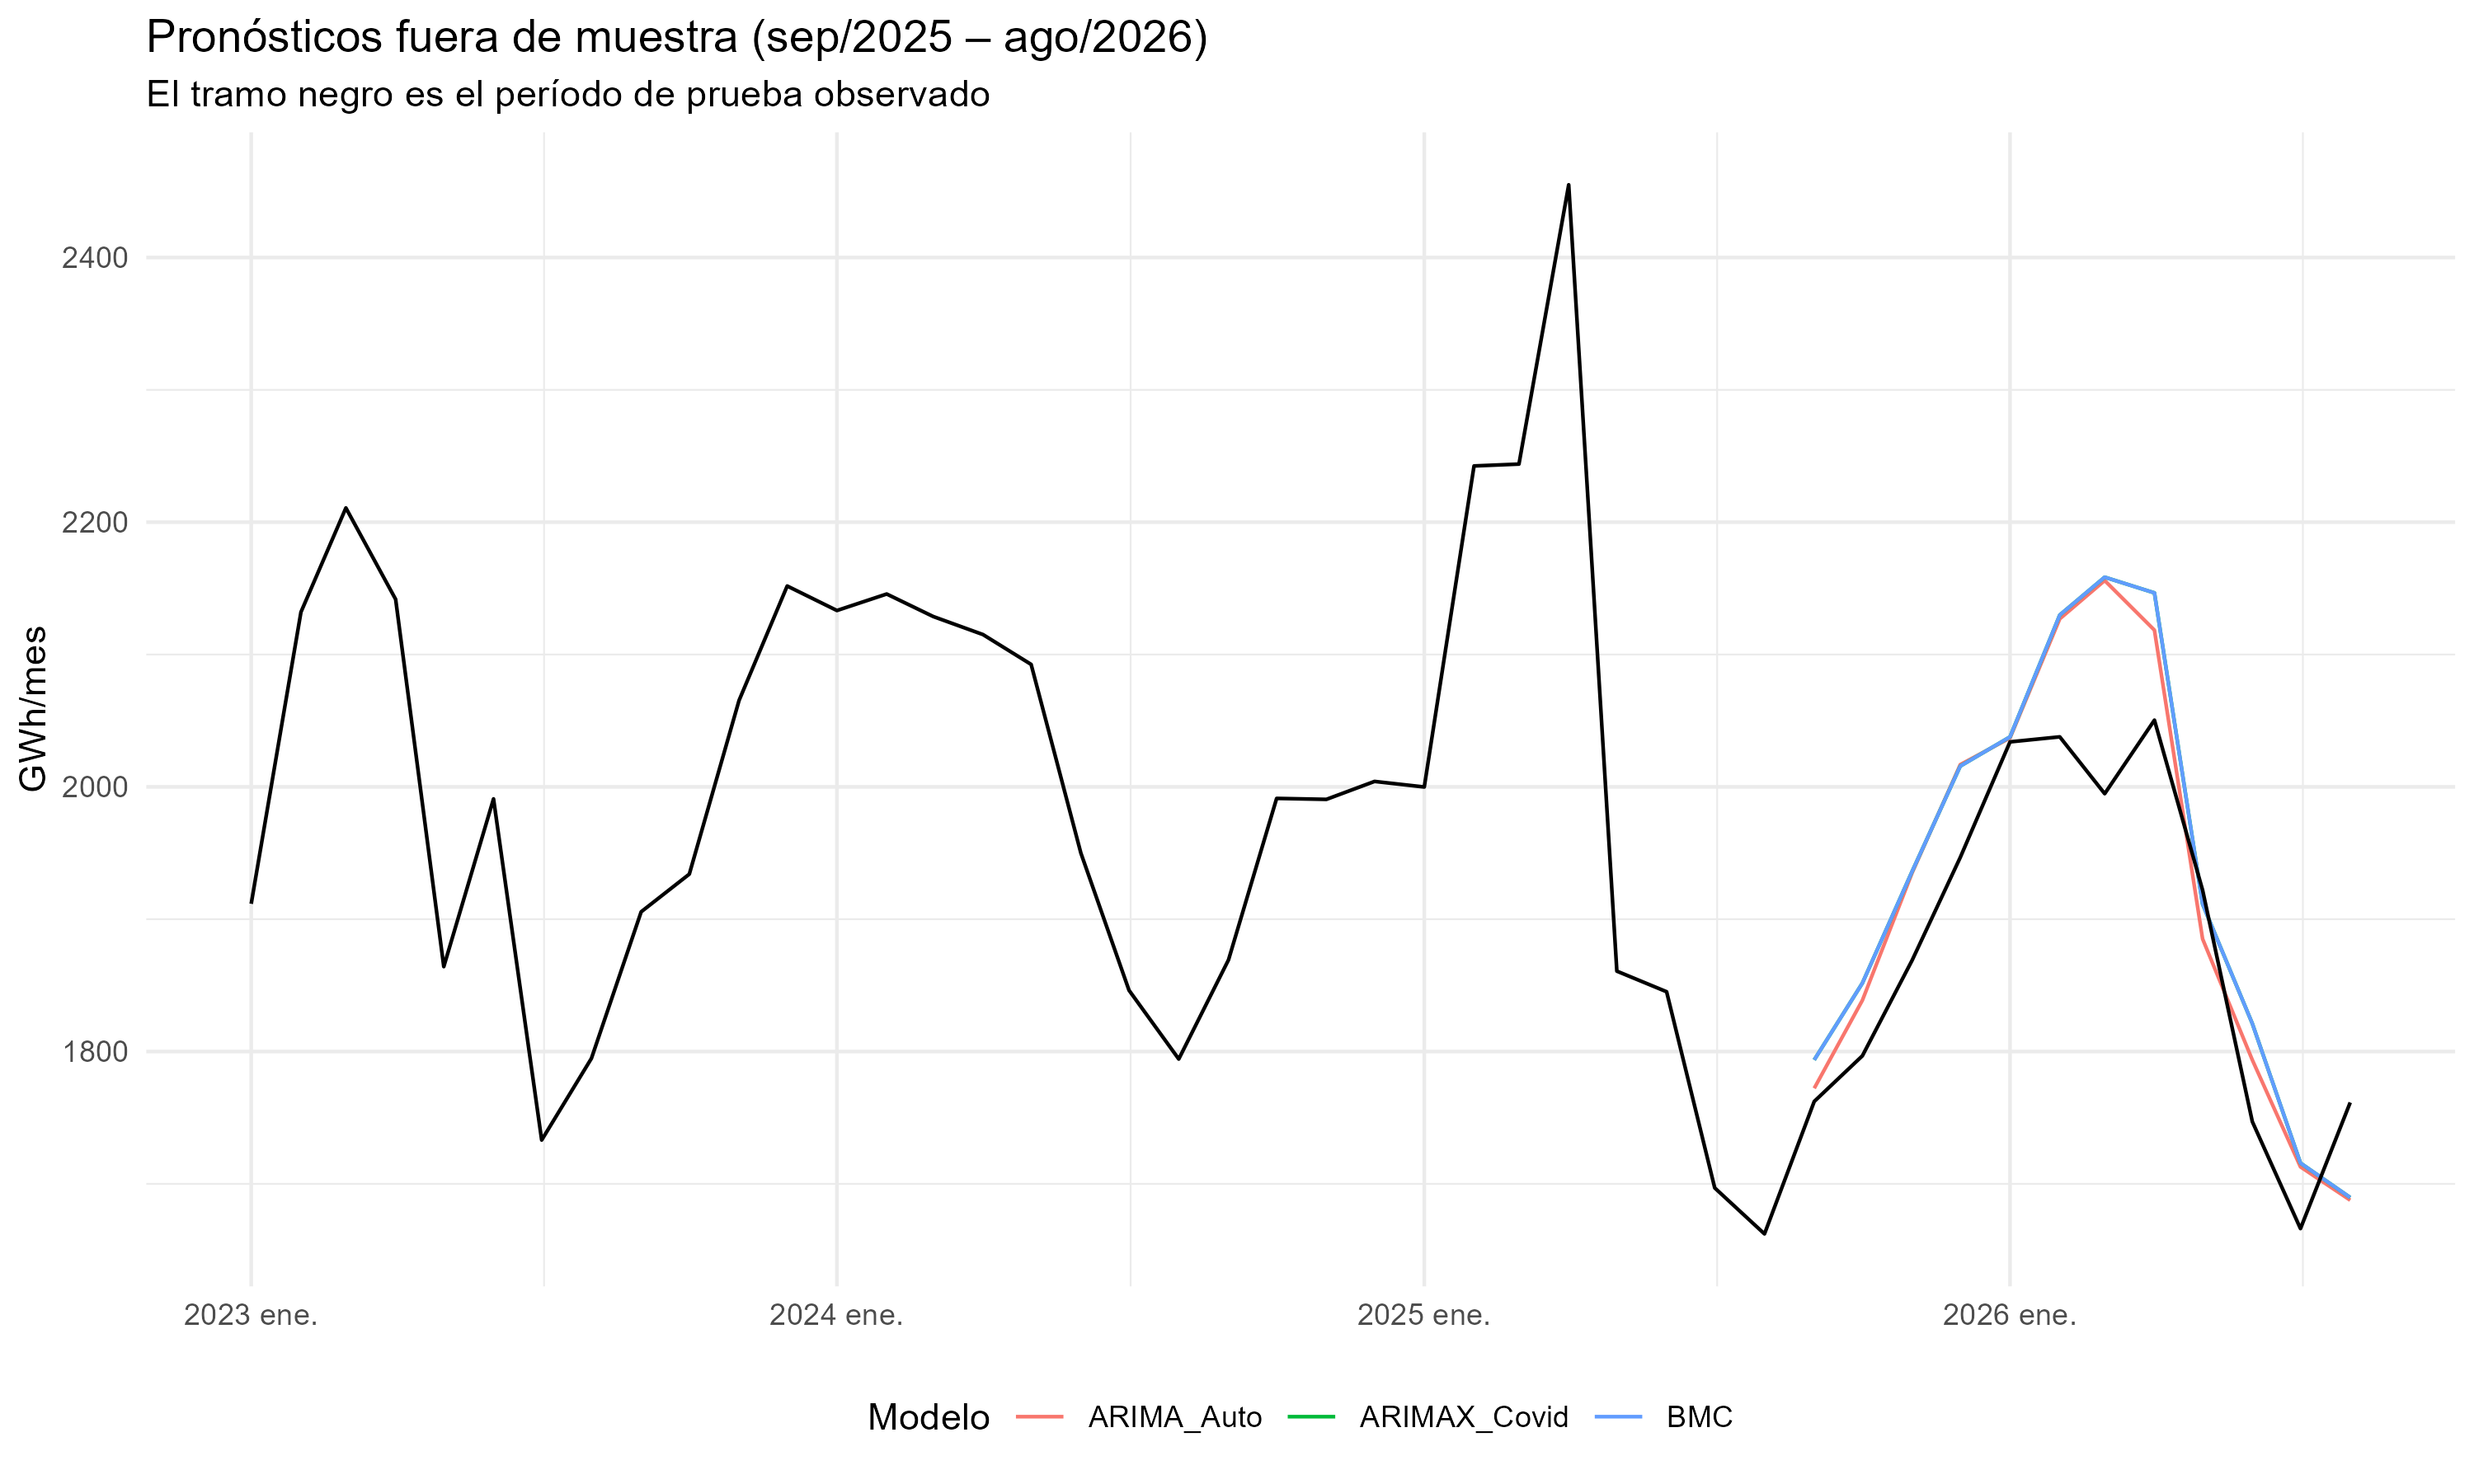 Pronósticos fuera de muestra (sep/2025 – ago/2026)
El tramo negro es el período de prueba observado
GWh/mes
2400
2200
2000
1800
2023 ene.
2024 ene.
2025 ene.
2026 ene.
Modelo ARIMA_Auto ARIMAX_Covid BMC